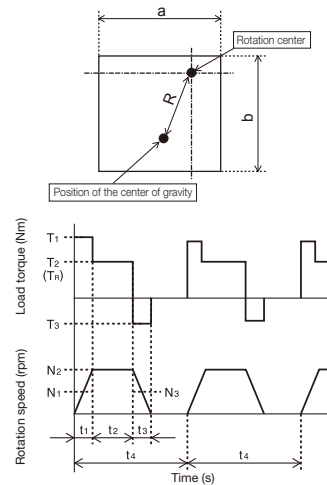 a
Rotation center
R
b
Position of the center of gravity
Load torque (Nm)
T1
T2
(TR)
T3
Rotation speed (rpm)
N2
N1
N3
t1 t2 t3
t4 t4
Time (s)